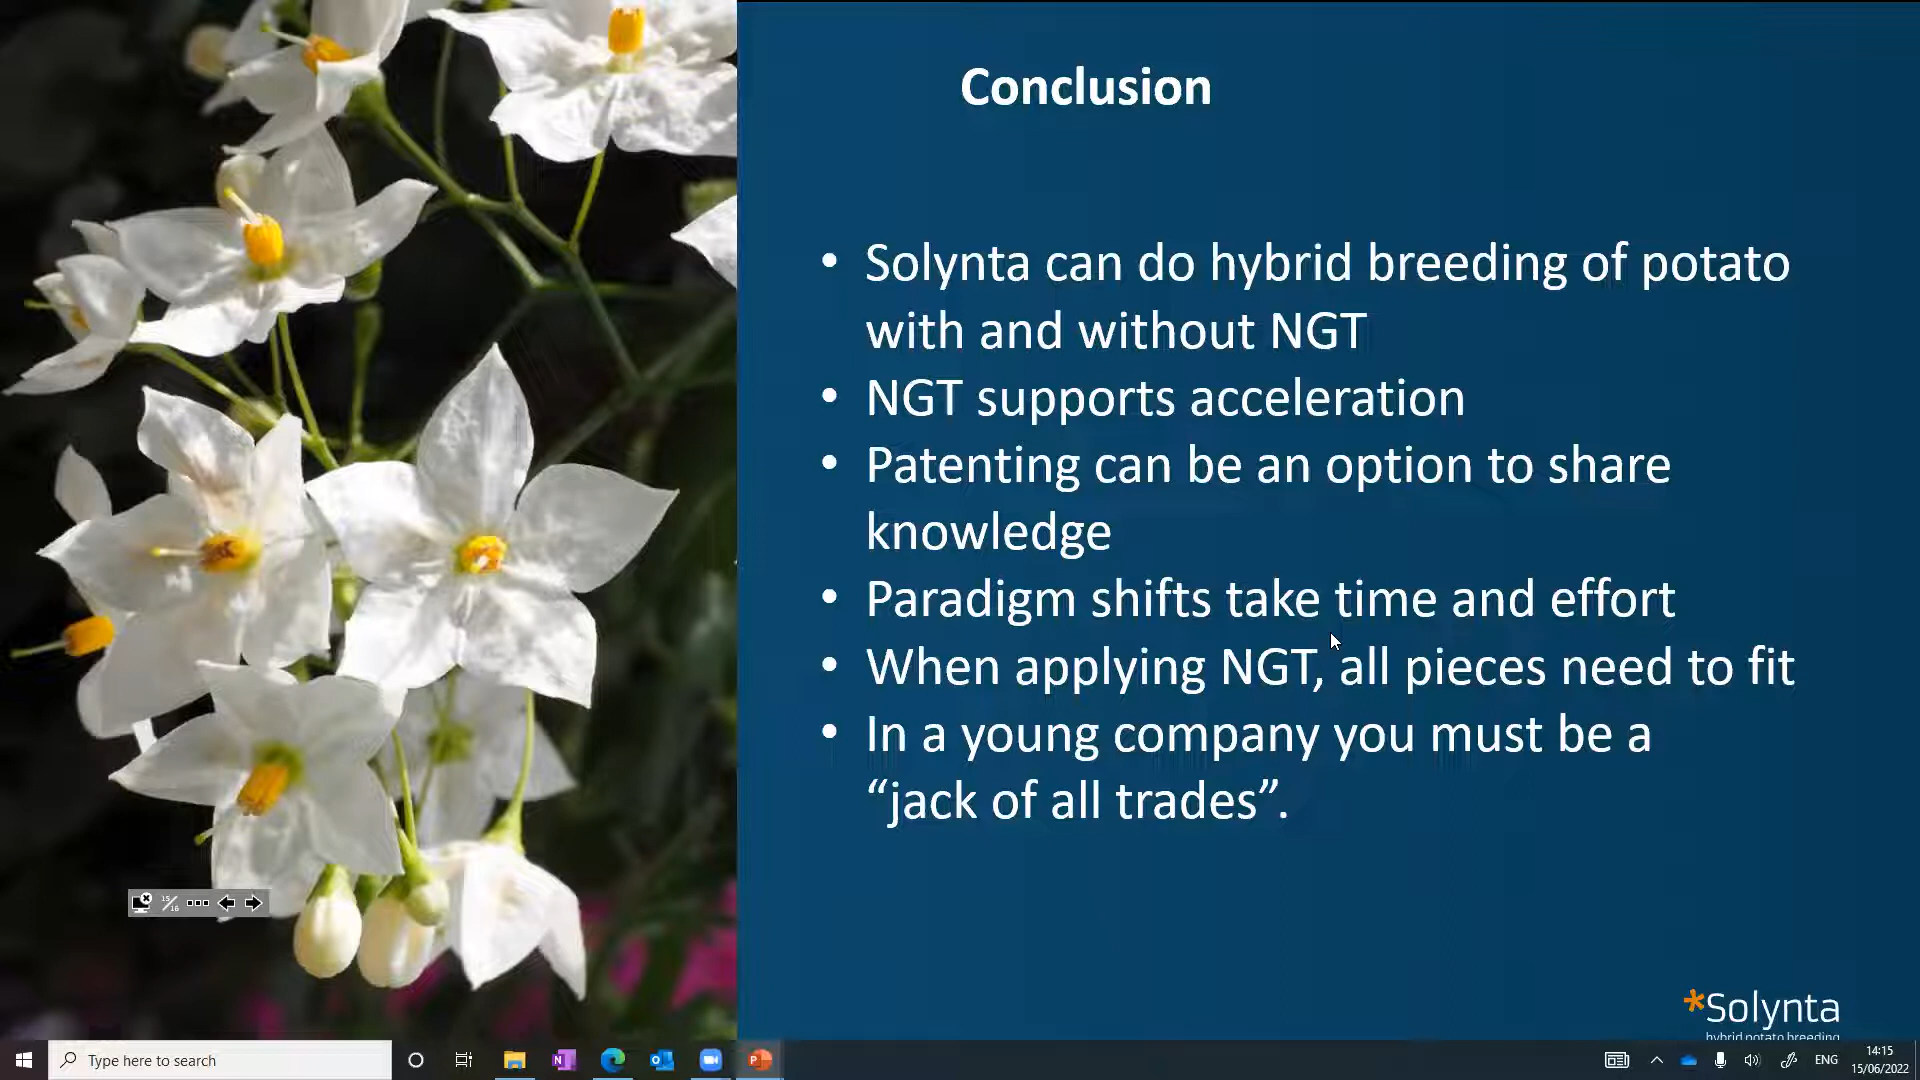 Conclusion
• Solynta can do hybrid breeding of potato
with and without NGT
• NGT supports acceleration
• Patenting can be an option to share
knowledge
• Paradigm shifts take time and effort
• When applying NGT, all pieces need to fit
• In a young company you must be a
“jack of all trades”.
15/16
*Solynta
hybrid potato breeding
Type here to search
ENG
14:15
15/06/2022